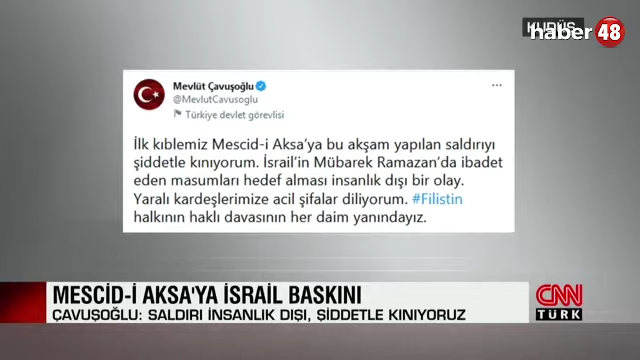 KUDÜS
haber 48
Mevlüt Çavuşoğlu
@MevlutCavusoglu
Türkiye devlet görevlisi
İlk kıblemiz Mescid-i Aksa'ya bu akşam yapılan saldırıyı
şiddetle kınıyorum. İsrail'in Mübarek Ramazan'da ibadet
eden masumları hedef alması insanlık dışı bir olay.
Yaralı kardeşlerimize acil şifalar diliyorum. #Filistin
halkının haklı davasının her daim yanındayız.
MESCİD-İ AKSA'YA İSRAİL BASKINI
ÇAVUŞOĞLU: SALDIRI İNSANLIK DIŞI, ŞİDDETLE KINIYORUZ
CNN
TÜRK